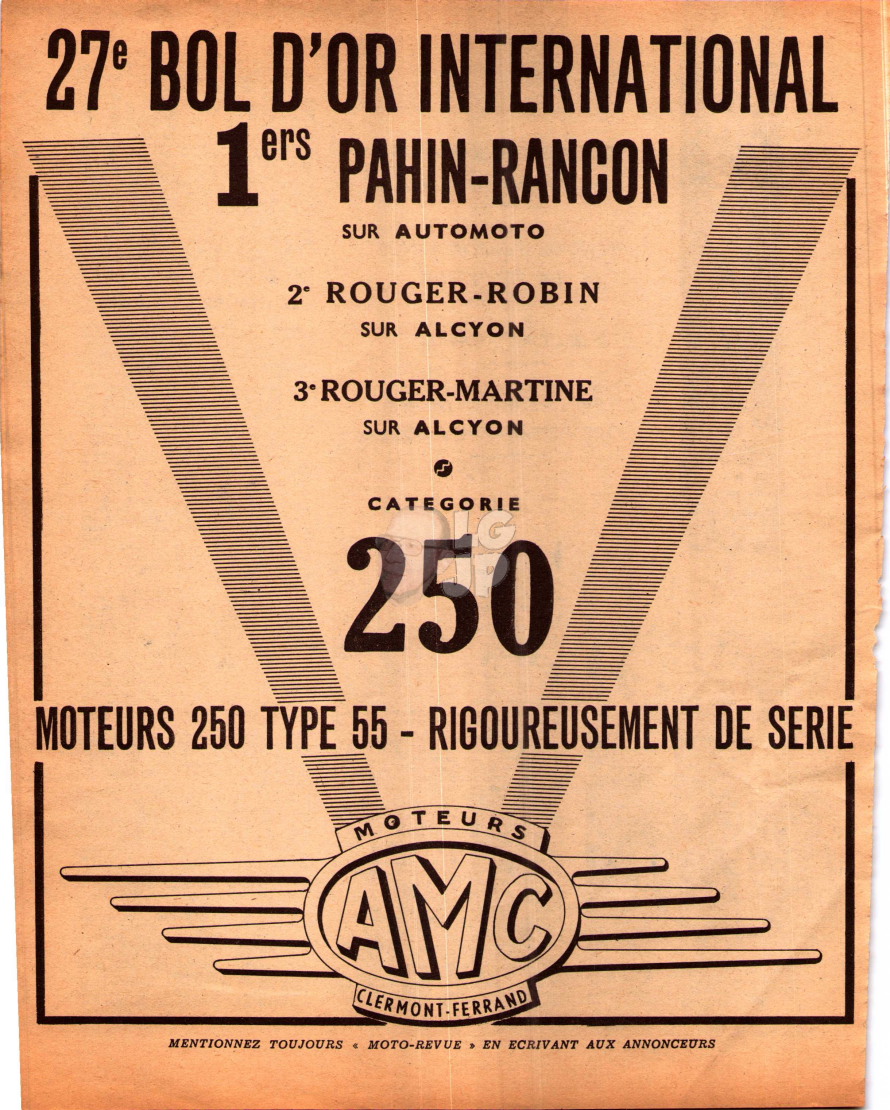 27e BOL D'OR INTERNATIONAL
1ers PAHIN-RANCON
SUR AUTOMOTO
2e ROUGER-ROBIN
SUR ALCYON
3e ROUGER-MARTINE
SUR ALCYON
CATEGORIE
LG
JP
250
MOTEURS 250 TYPE 55 - RIGOUREUSEMENT DE SERIE
MOTEURS
AMC
CLERMONT-FERRAND
MENTIONNEZ TOUJOURS « MOTO-REVUE » EN ECRIVANT AUX ANNONCEURS